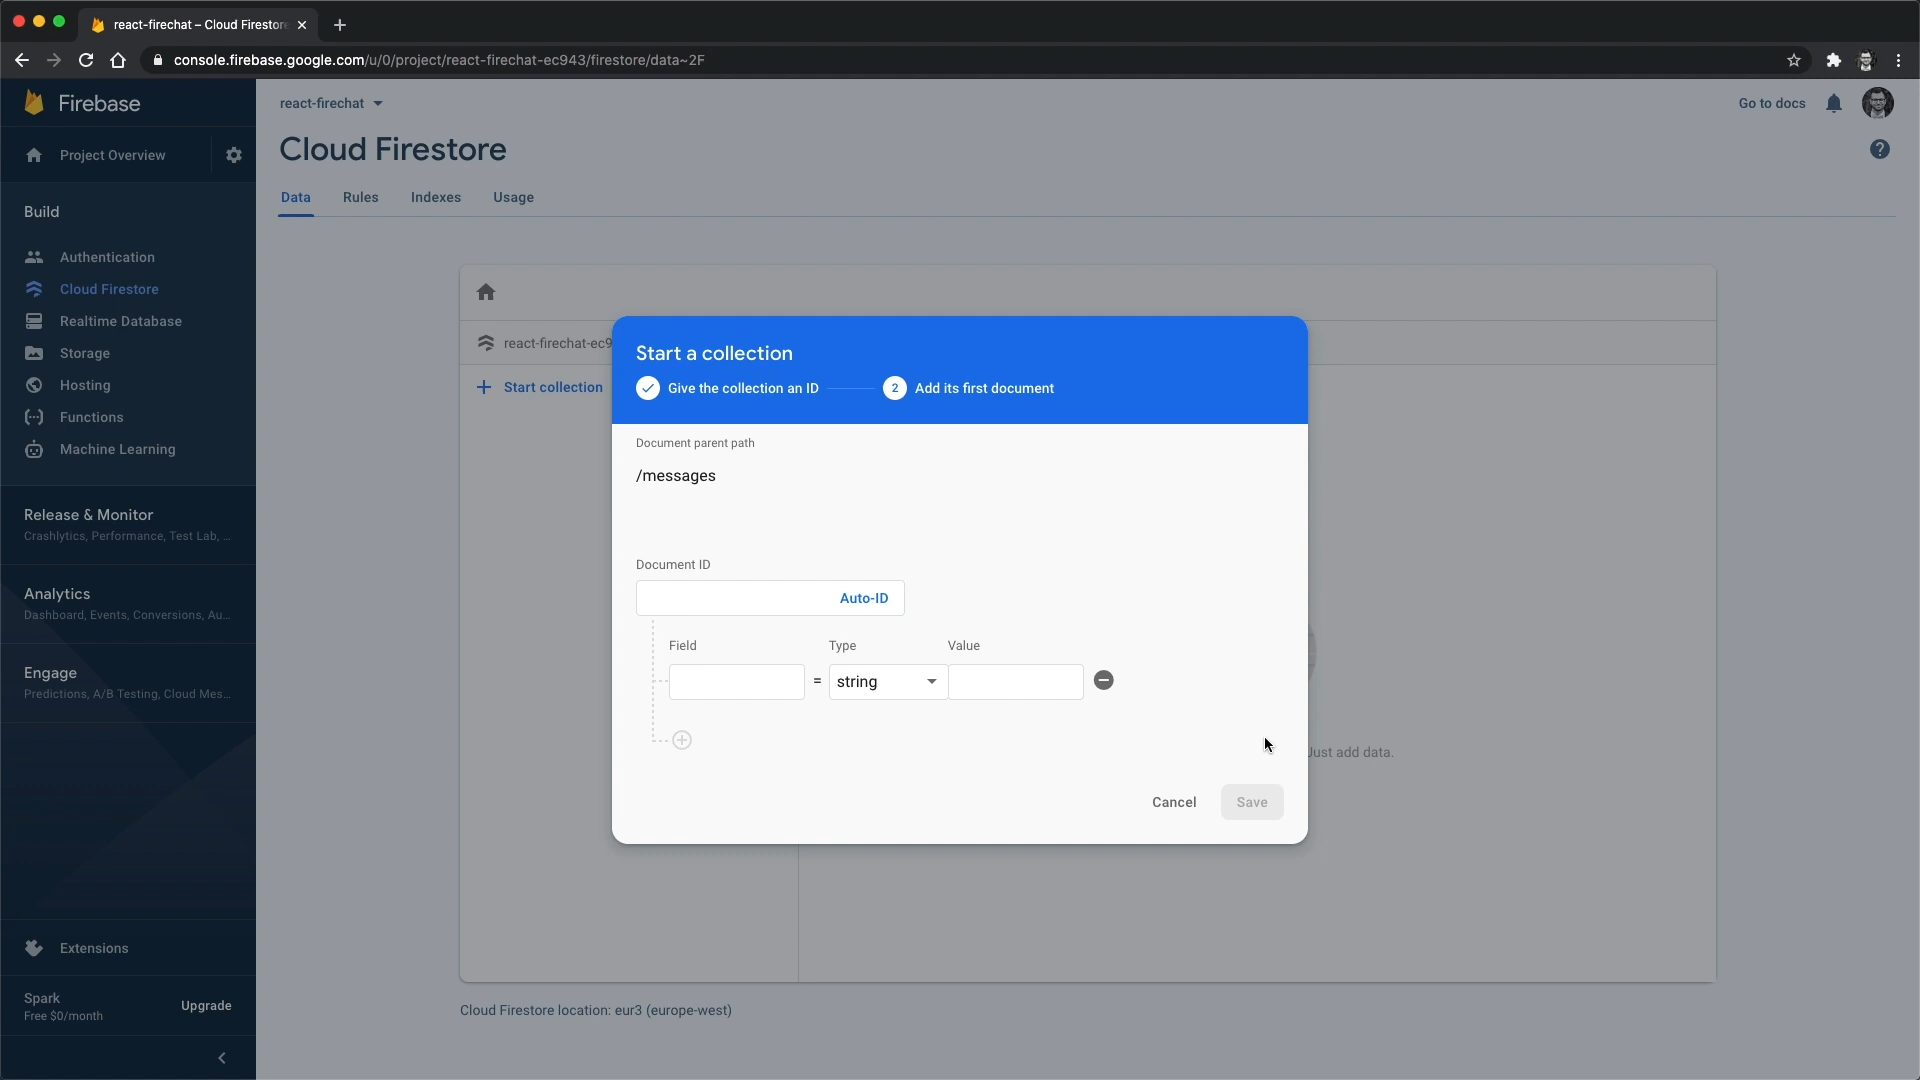 react-firechat – Cloud Firestore
console.firebase.google.com/u/0/project/react-firechat-ec943/firestore/data~2F
Firebase
react-firechat
Go to docs
Project Overview
Cloud Firestore
Data
Rules
Indexes
Usage
Build
Authentication
Cloud Firestore
Realtime Database
Storage
Hosting
Functions
Machine Learning
Release & Monitor
Crashlytics, Performance, Test Lab, ...
Analytics
Dashboard, Events, Conversions, Au...
Engage
Predictions, A/B Testing, Cloud Mes...
Extensions
Spark
Free $0/month
Upgrade
react-firechat-ec9
Start collection
Start a collection
Give the collection an ID
2 Add its first document
Document parent path
/messages
Document ID
Auto-ID
Field Type Value
= string
Just add data.
Cancel
Save
Cloud Firestore location: eur3 (europe-west)